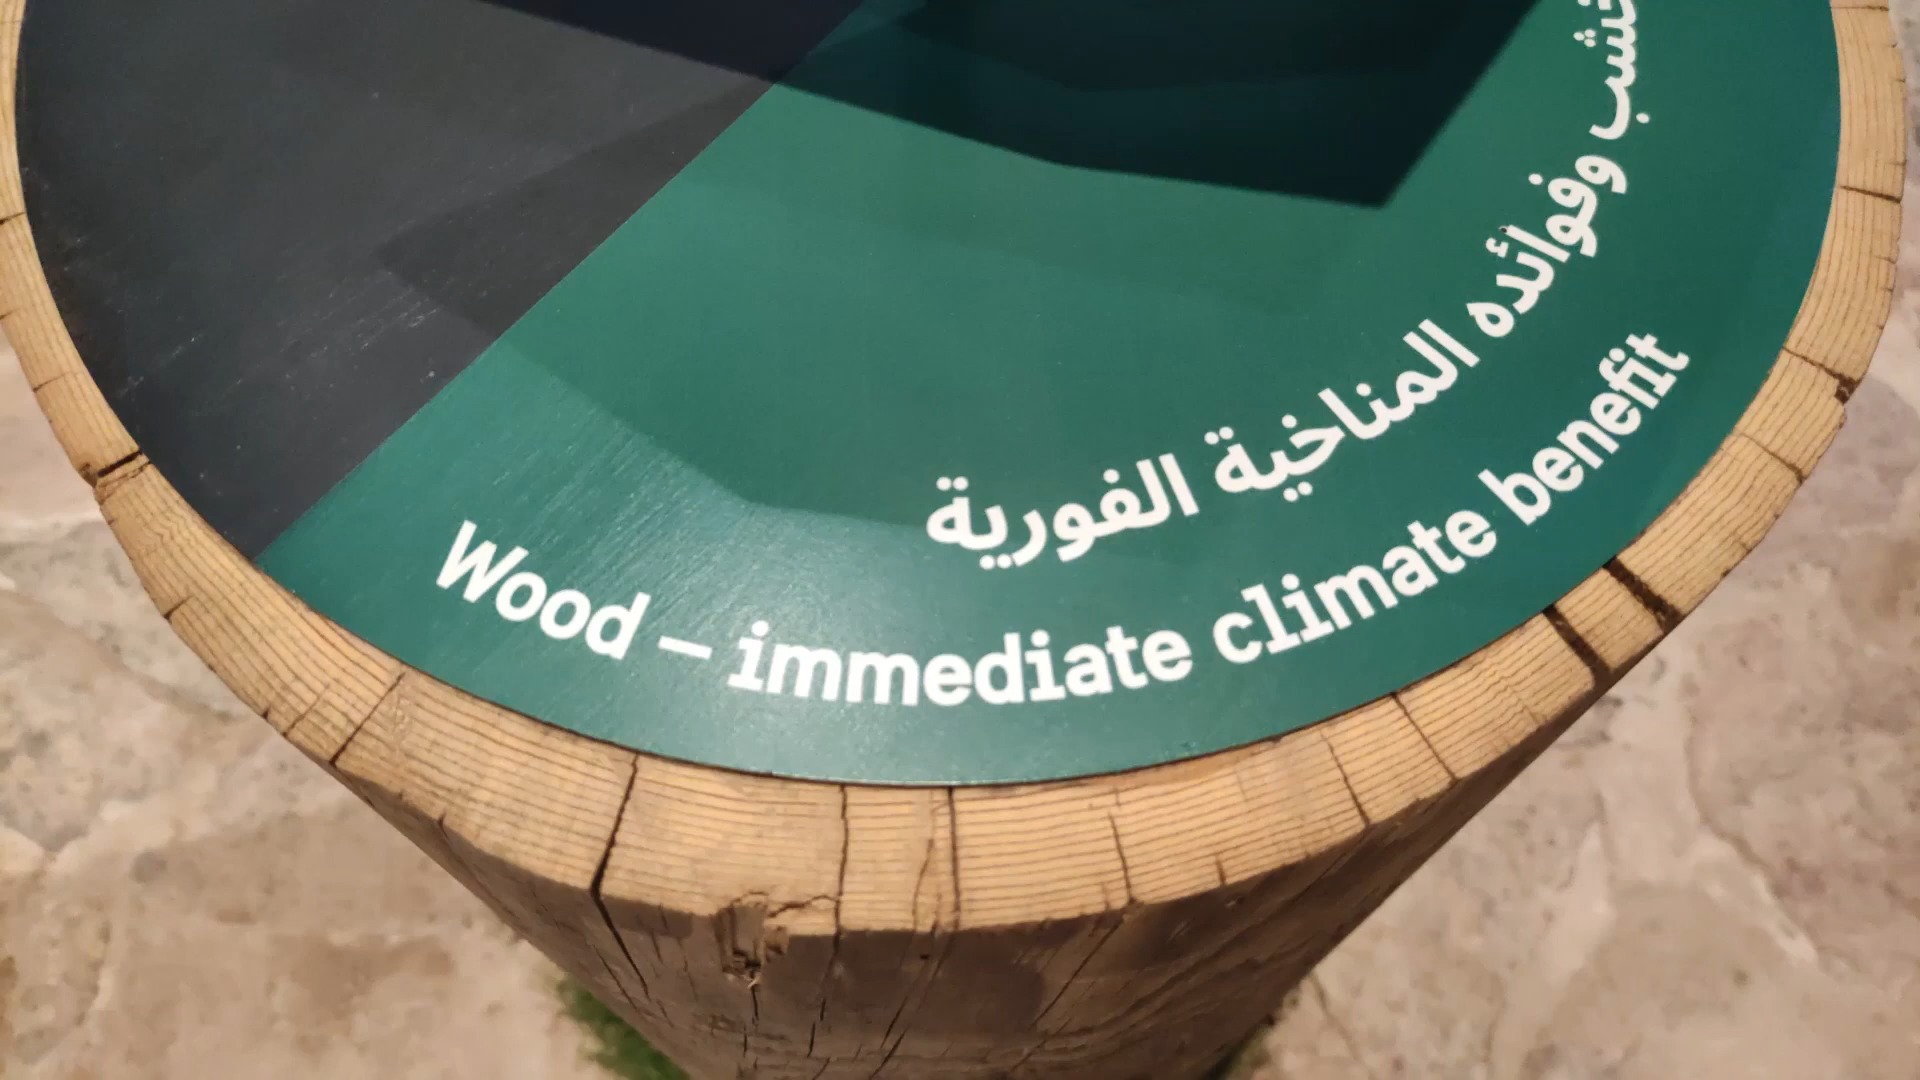 وفوائده المناخية الفورية
Wood – immediate climate benefit